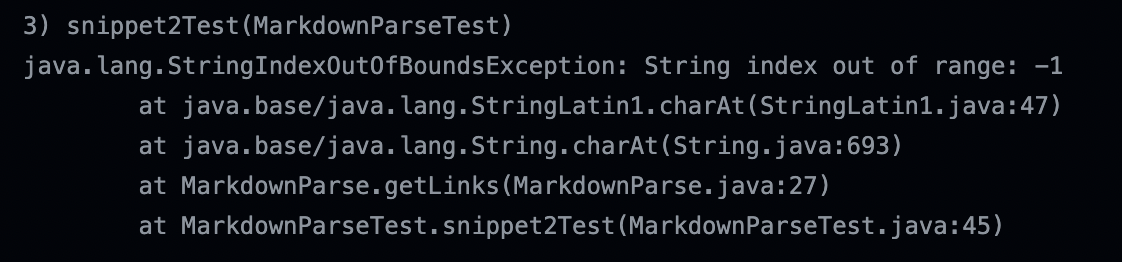 3) snippet2Test(MarkdownParseTest)
java.lang.StringIndexOutOfBoundsException: String index out of range: -1
at java.base/java.lang.StringLatin1.charAt(StringLatin1.java:47)
at java.base/java.lang.String.charAt(String.java:693)
at MarkdownParse.getLinks(MarkdownParse.java:27)
at MarkdownParseTest.snippet2Test(MarkdownParseTest.java:45)